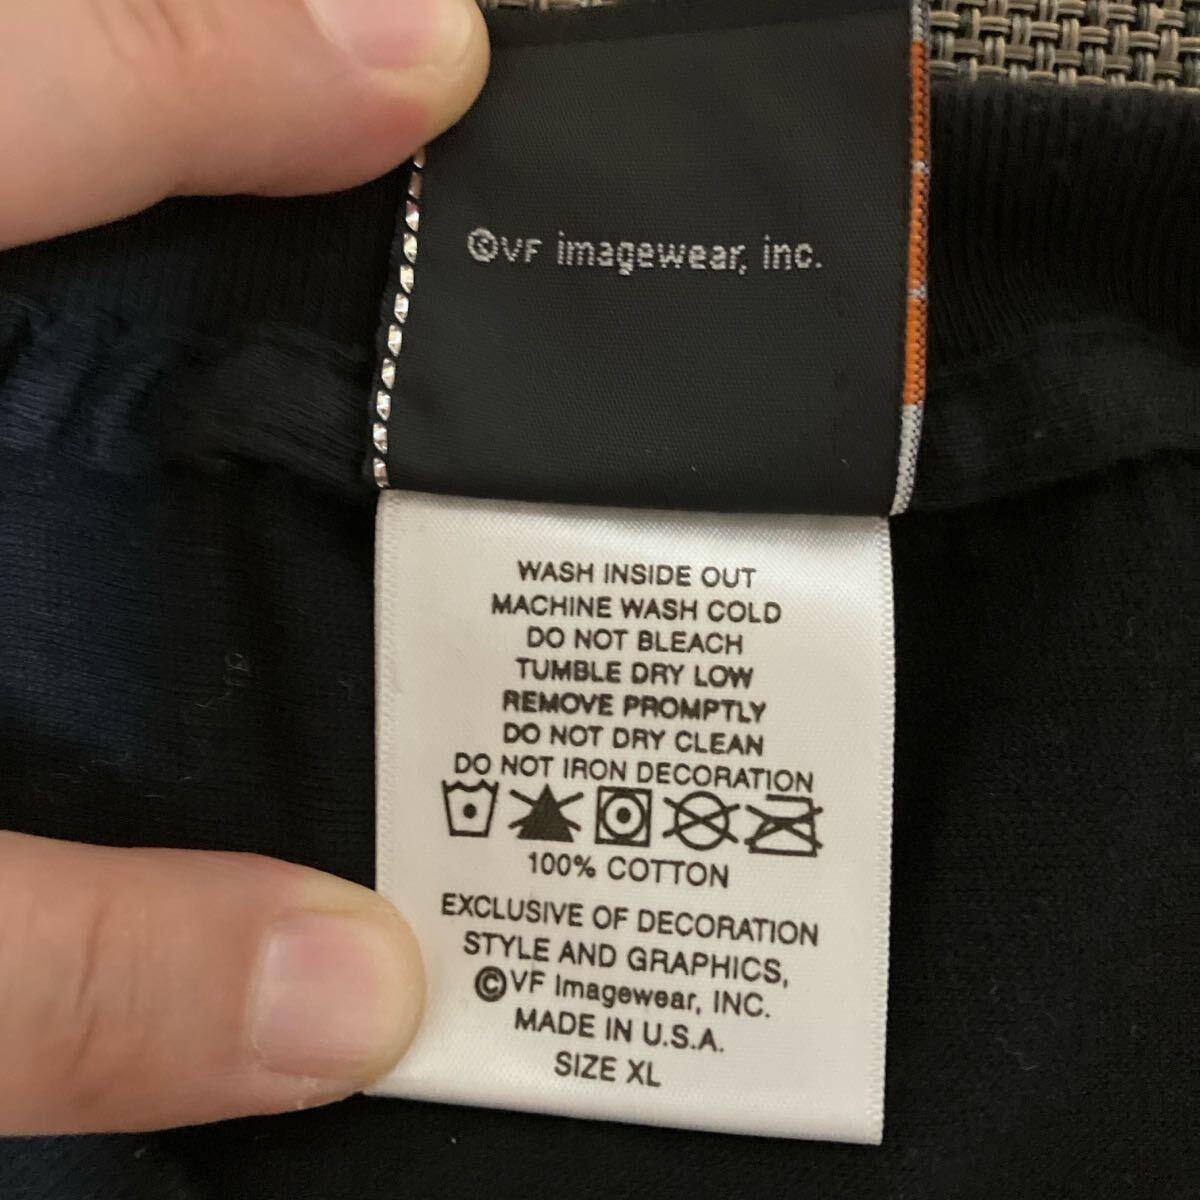 ©VF imagewear, inc.
WASH INSIDE OUT
MACHINE WASH COLD
DO NOT BLEACH
TUMBLE DRY LOW
REMOVE PROMPTLY
DO NOT DRY CLEAN
DO NOT IRON DECORATION
100% COTTON
EXCLUSIVE OF DECORATION
STYLE AND GRAPHICS,
©VF Imagewear, INC.
MADE IN U.S.A.
SIZE XL